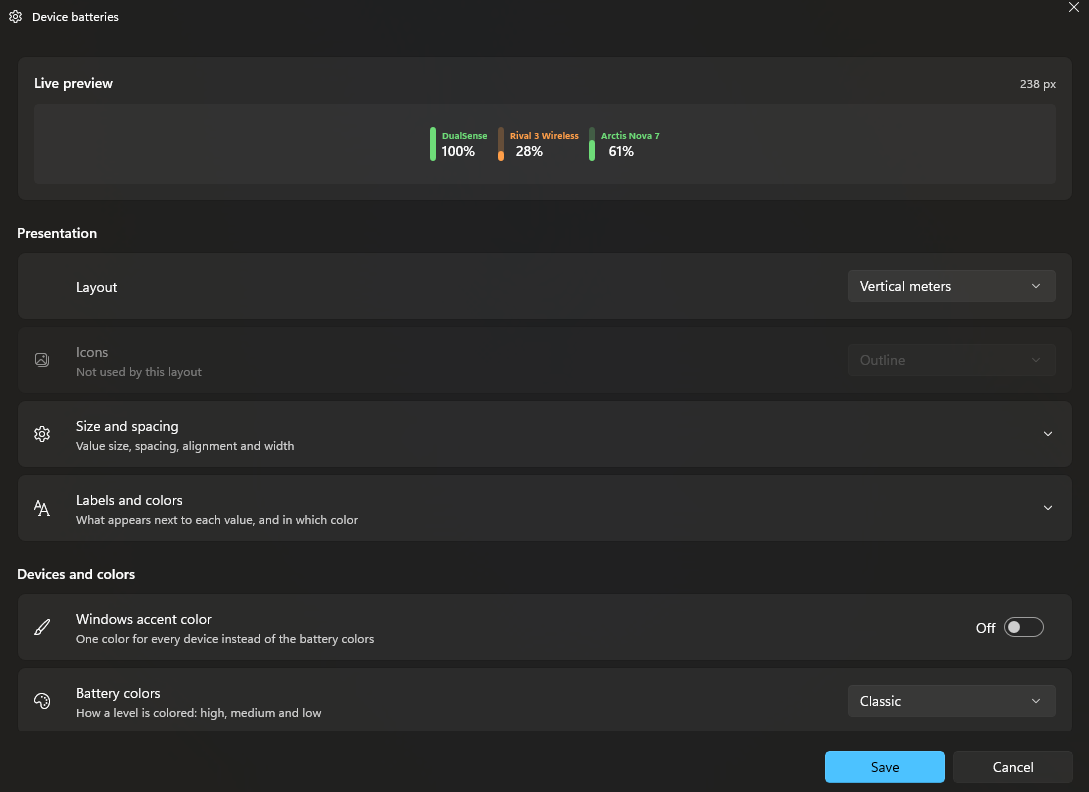 Device batteries
Live preview
238 px
DualSense
100%
Rival 3 Wireless
28%
Arctis Nova 7
61%
Presentation
Layout
Vertical meters
Icons
Not used by this layout
Outline
Size and spacing
Value size, spacing, alignment and width
Labels and colors
What appears next to each value, and in which color
Devices and colors
Windows accent color
One color for every device instead of the battery colors
Off
Battery colors
How a level is colored: high, medium and low
Classic
Save
Cancel